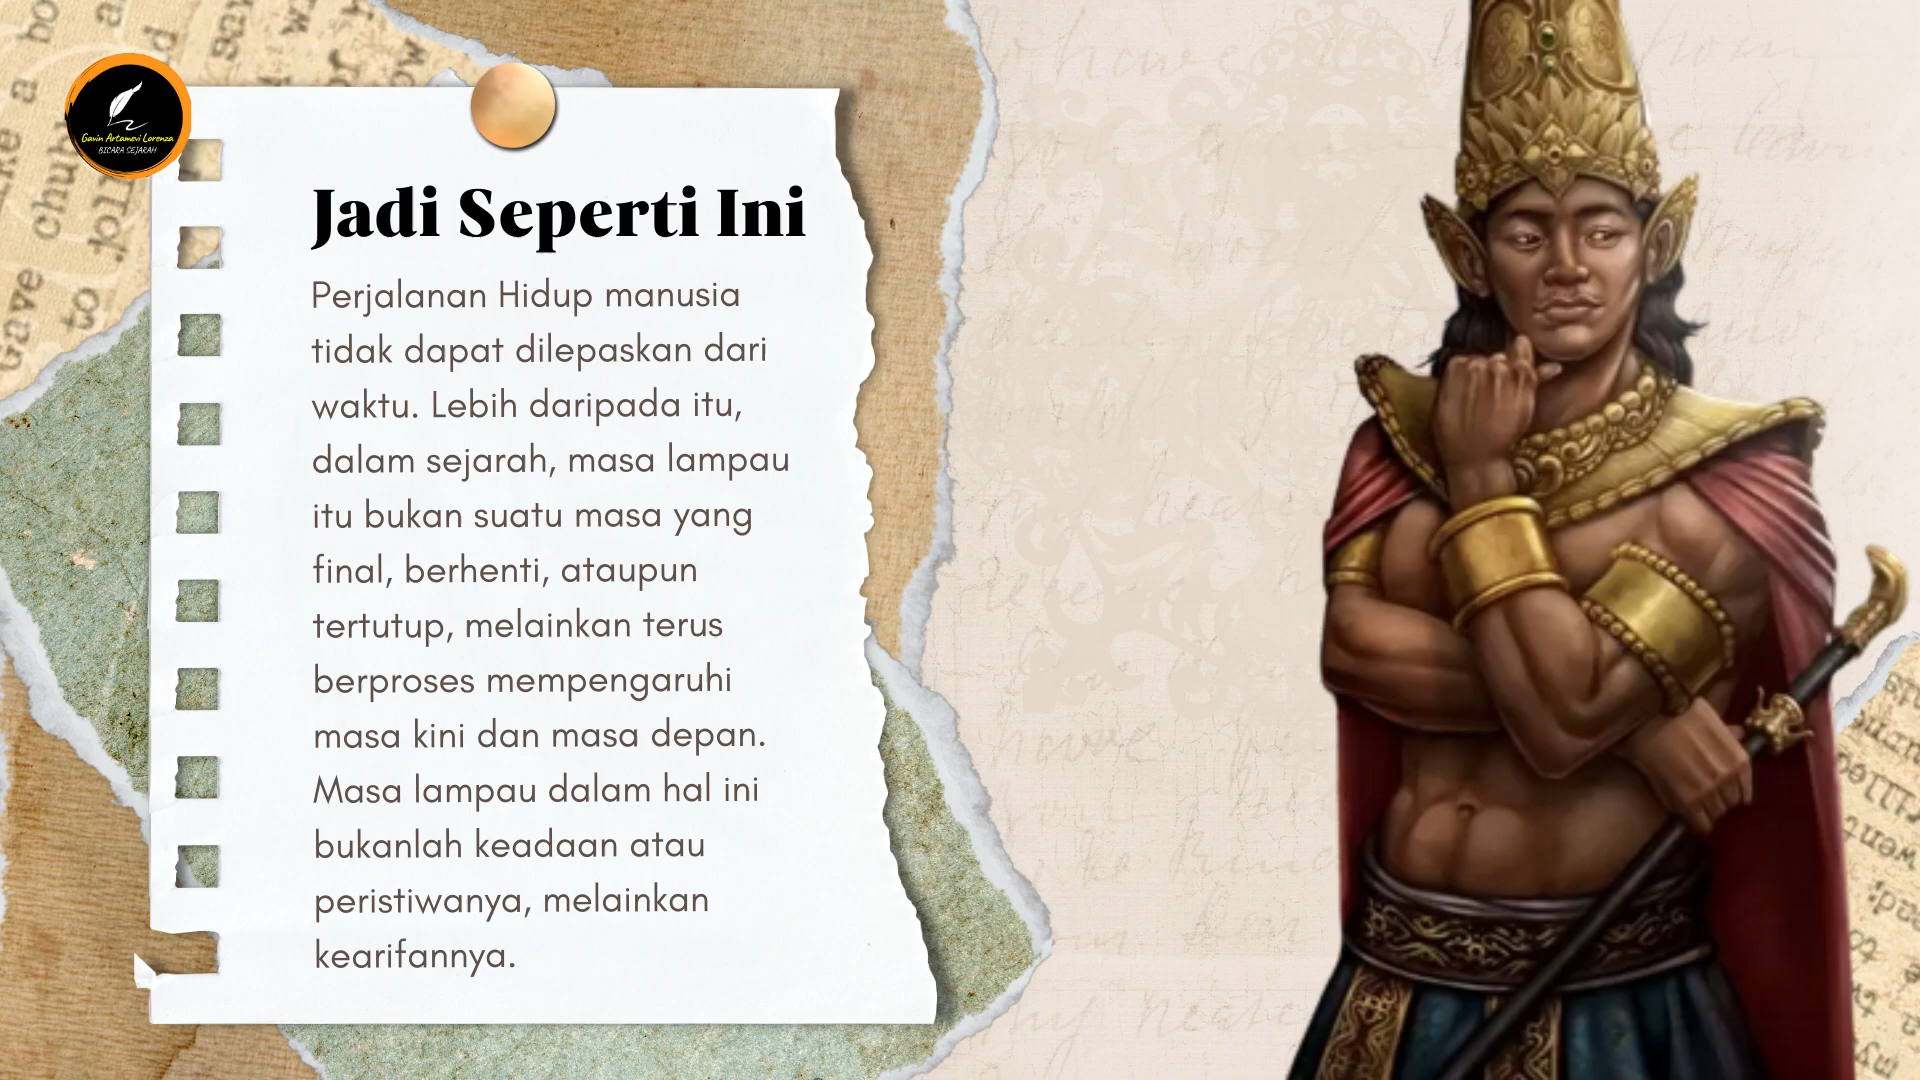 Gavin Artamevi Lorenza
BICARA SEJARAH
Jadi Seperti Ini
Perjalanan Hidup manusia
tidak dapat dilepaskan dari
waktu. Lebih daripada itu,
dalam sejarah, masa lampau
itu bukan suatu masa yang
final, berhenti, ataupun
tertutup, melainkan terus
berproses mempengaruhi
masa kini dan masa depan.
Masa lampau dalam hal ini
bukanlah keadaan atau
peristiwanya, melainkan
kearifannya.